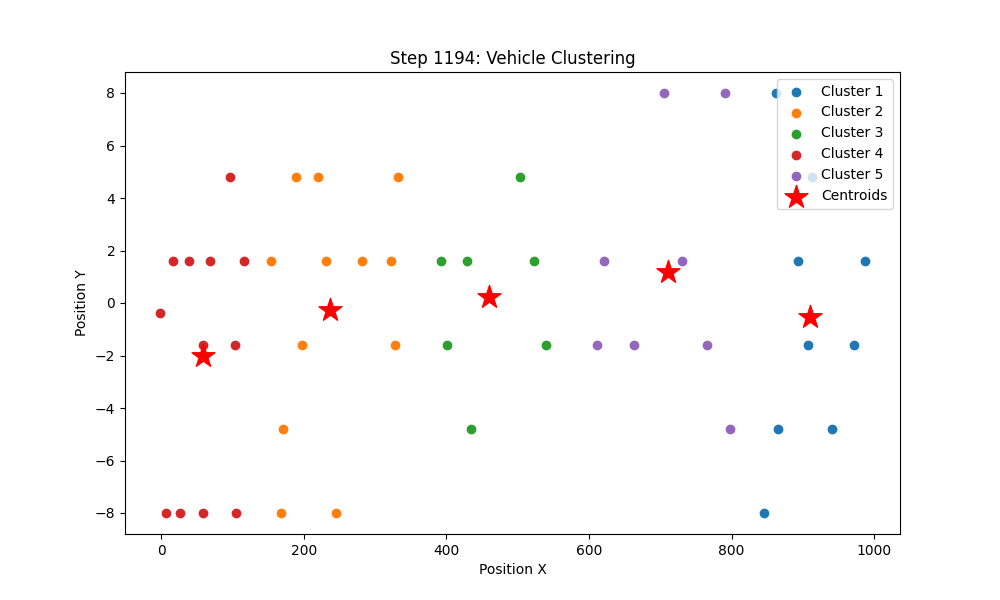 Step 1194: Vehicle Clustering
Position Y
8
6
4
2
0
−2
−4
−6
−8
Cluster 1
Cluster 2
Cluster 3
Cluster 4
Cluster 5
Centroids
0 200 400 600 800 1000
Position X